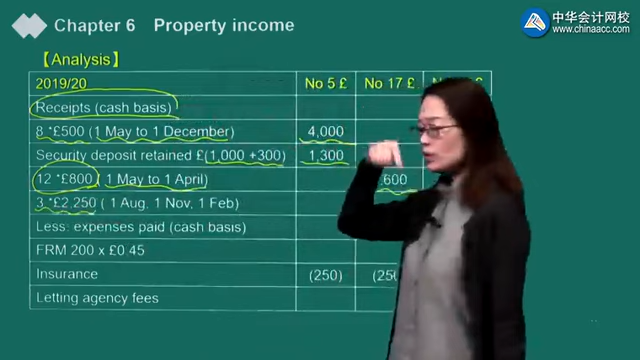 Chapter 6 Property income
中华会计网校
www.chinaacc.com
【Analysis】
2019/20 No 5 £ No 17 £
Receipts (cash basis)
8 *£500 (1 May to 1 December) 4,000
Security deposit retained £(1,000 +300) 1,300
12 *£800 ( 1 May to 1 April) 600
3 *£2,250 ( 1 Aug, 1 Nov, 1 Feb)
Less: expenses paid (cash basis)
FRM 200 x £0.45
Insurance (250)
Letting agency fees